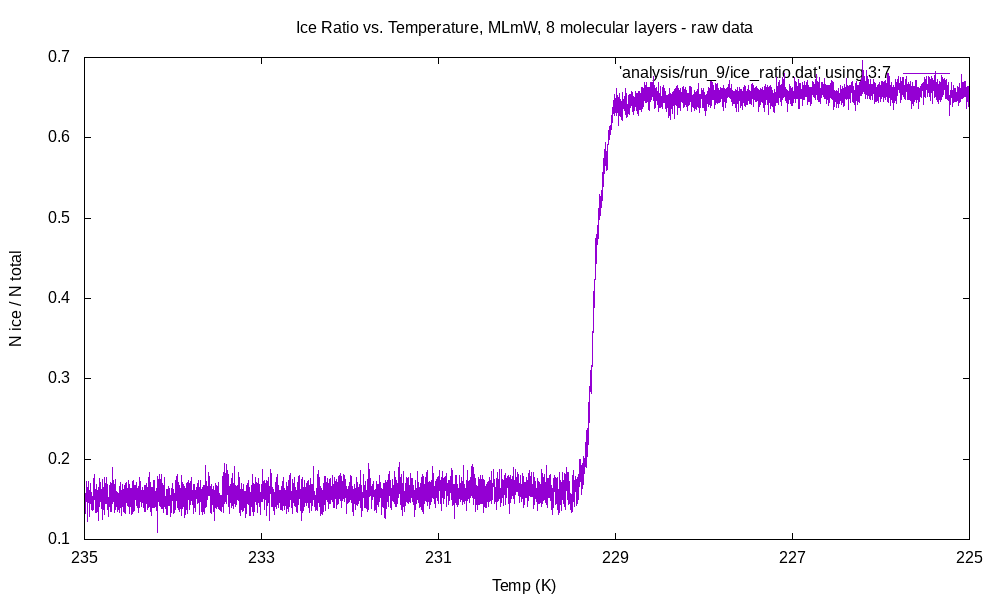 Ice Ratio vs. Temperature, MLmW, 8 molecular layers - raw data
'analysis/run_9/ice_ratio.dat' using 3:7
N ice / N total
0.7
0.6
0.5
0.4
0.3
0.2
0.1
235 233 231 229 227 225
Temp (K)